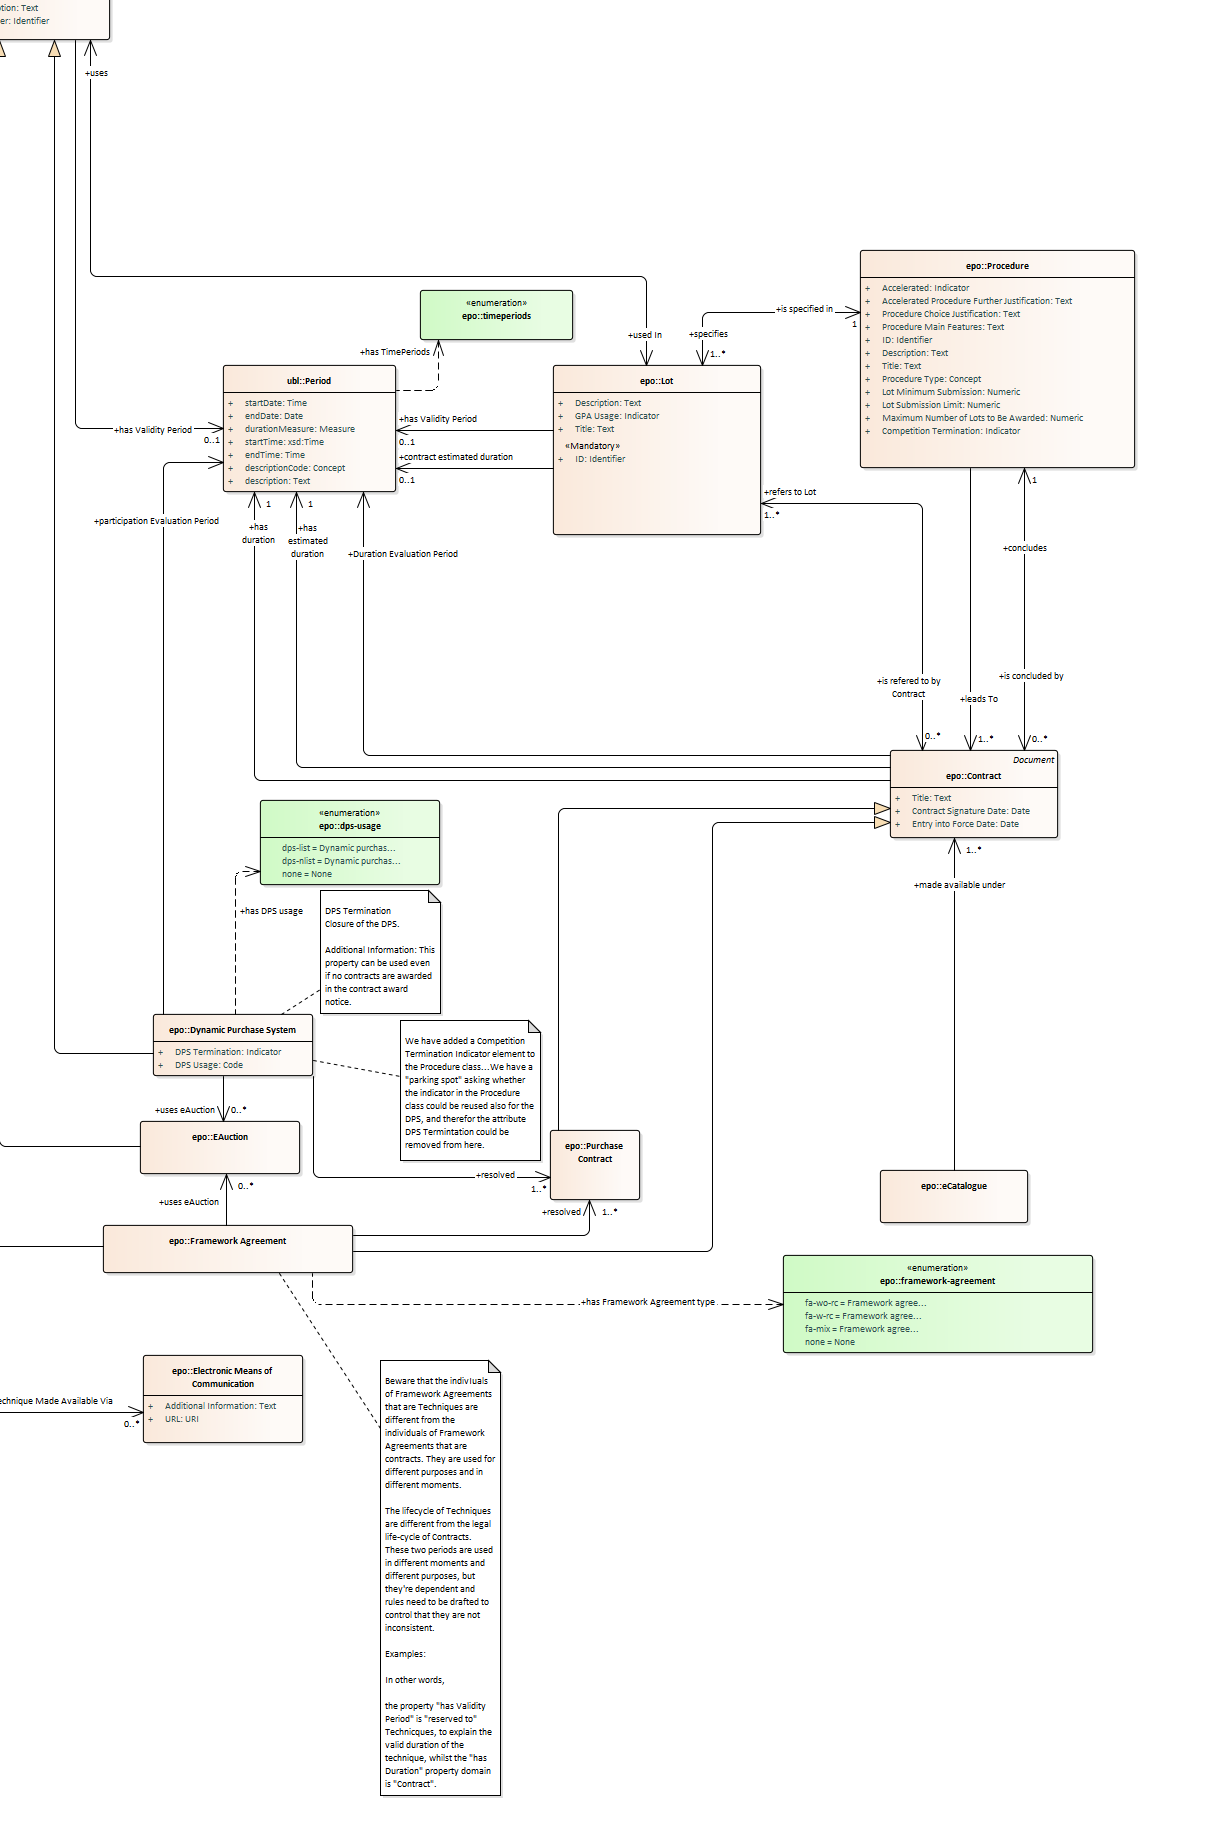 tion: Text
er: Identifier
+uses
epo::Procedure
+ Accelerated: Indicator
+ Accelerated Procedure Further Justification: Text
+ Procedure Choice Justification: Text
+ Procedure Main Features: Text
+ ID: Identifier
+ Description: Text
+ Title: Text
+ Procedure Type: Concept
+ Lot Minimum Submission: Numeric
+ Lot Submission Limit: Numeric
+ Maximum Number of Lots to Be Awarded: Numeric
+ Competition Termination: Indicator
«enumeration»
epo::timeperiods
+is specified in
1
+used In
+specifies
1..*
+has TimePeriods
ubl::Period
+ startDate: Time
+ endDate: Date
+ durationMeasure: Measure
+ startTime: xsd:Time
+ endTime: Time
+ descriptionCode: Concept
+ description: Text
epo::Lot
+ Description: Text
+ GPA Usage: Indicator
+ Title: Text
«Mandatory»
+ ID: Identifier
+has Validity Period
0..1
+has Validity Period
0..1
+contract estimated duration
0..1
+refers to Lot
1..*
1
+participation Evaluation Period
1
+has
duration
1
+has
estimated
duration
+Duration Evaluation Period
+concludes
+is refered to by
Contract
+leads To
+is concluded by
0..*
1..*
0..*
Document
epo::Contract
+ Title: Text
+ Contract Signature Date: Date
+ Entry into Force Date: Date
1..*
+made available under
«enumeration»
epo::dps-usage
dps-list = Dynamic purchas...
dps-nlist = Dynamic purchas...
none = None
+has DPS usage
DPS Termination
Closure of the DPS.
Additional Information: This
property can be used even
if no contracts are awarded
in the contract award
notice.
epo::Dynamic Purchase System
+ DPS Termination: Indicator
+ DPS Usage: Code
We have added a Competition
Termination Indicator element to
the Procedure class...We have a
"parking spot" asking whether
the indicator in the Procedure
class could be reused also for the
DPS, and therefor the attribute
DPS Termintation could be
removed from here.
+uses eAuction
0..*
epo::EAuction
epo::Purchase
Contract
+resolved
1..*
epo::eCatalogue
0..*
+uses eAuction
+resolved
1..*
epo::Framework Agreement
«enumeration»
epo::framework-agreement
fa-wo-rc = Framework agree...
fa-w-rc = Framework agree...
fa-mix = Framework agree...
none = None
+has Framework Agreement type
epo::Electronic Means of
Communication
+ Additional Information: Text
+ URL: URI
echnique Made Available Via
0..*
Beware that the indivIuals
of Framework Agreements
that are Techniques are
different from the
individuals of Framework
Agreements that are
contracts. They are used for
different purposes and in
different moments.
The lifecycle of Techniques
are different from the legal
life-cycle of Contracts.
These two periods are used
in different moments and
different purposes, but
they're dependent and
rules need to be drafted to
control that they are not
inconsistent.
Examples:
In other words,
the property "has Validity
Period" is "reserved to"
Technicques, to explain the
valid duration of the
technique, whilst the "has
Duration" property domain
is "Contract".